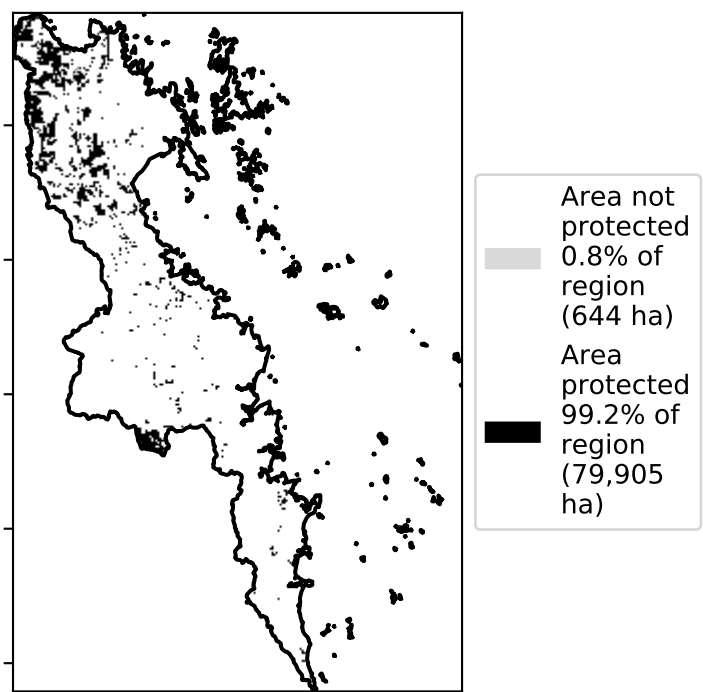 Area not
protected
0.8% of
region
(644 ha)
Area
protected
99.2% of
region
(79,905
ha)